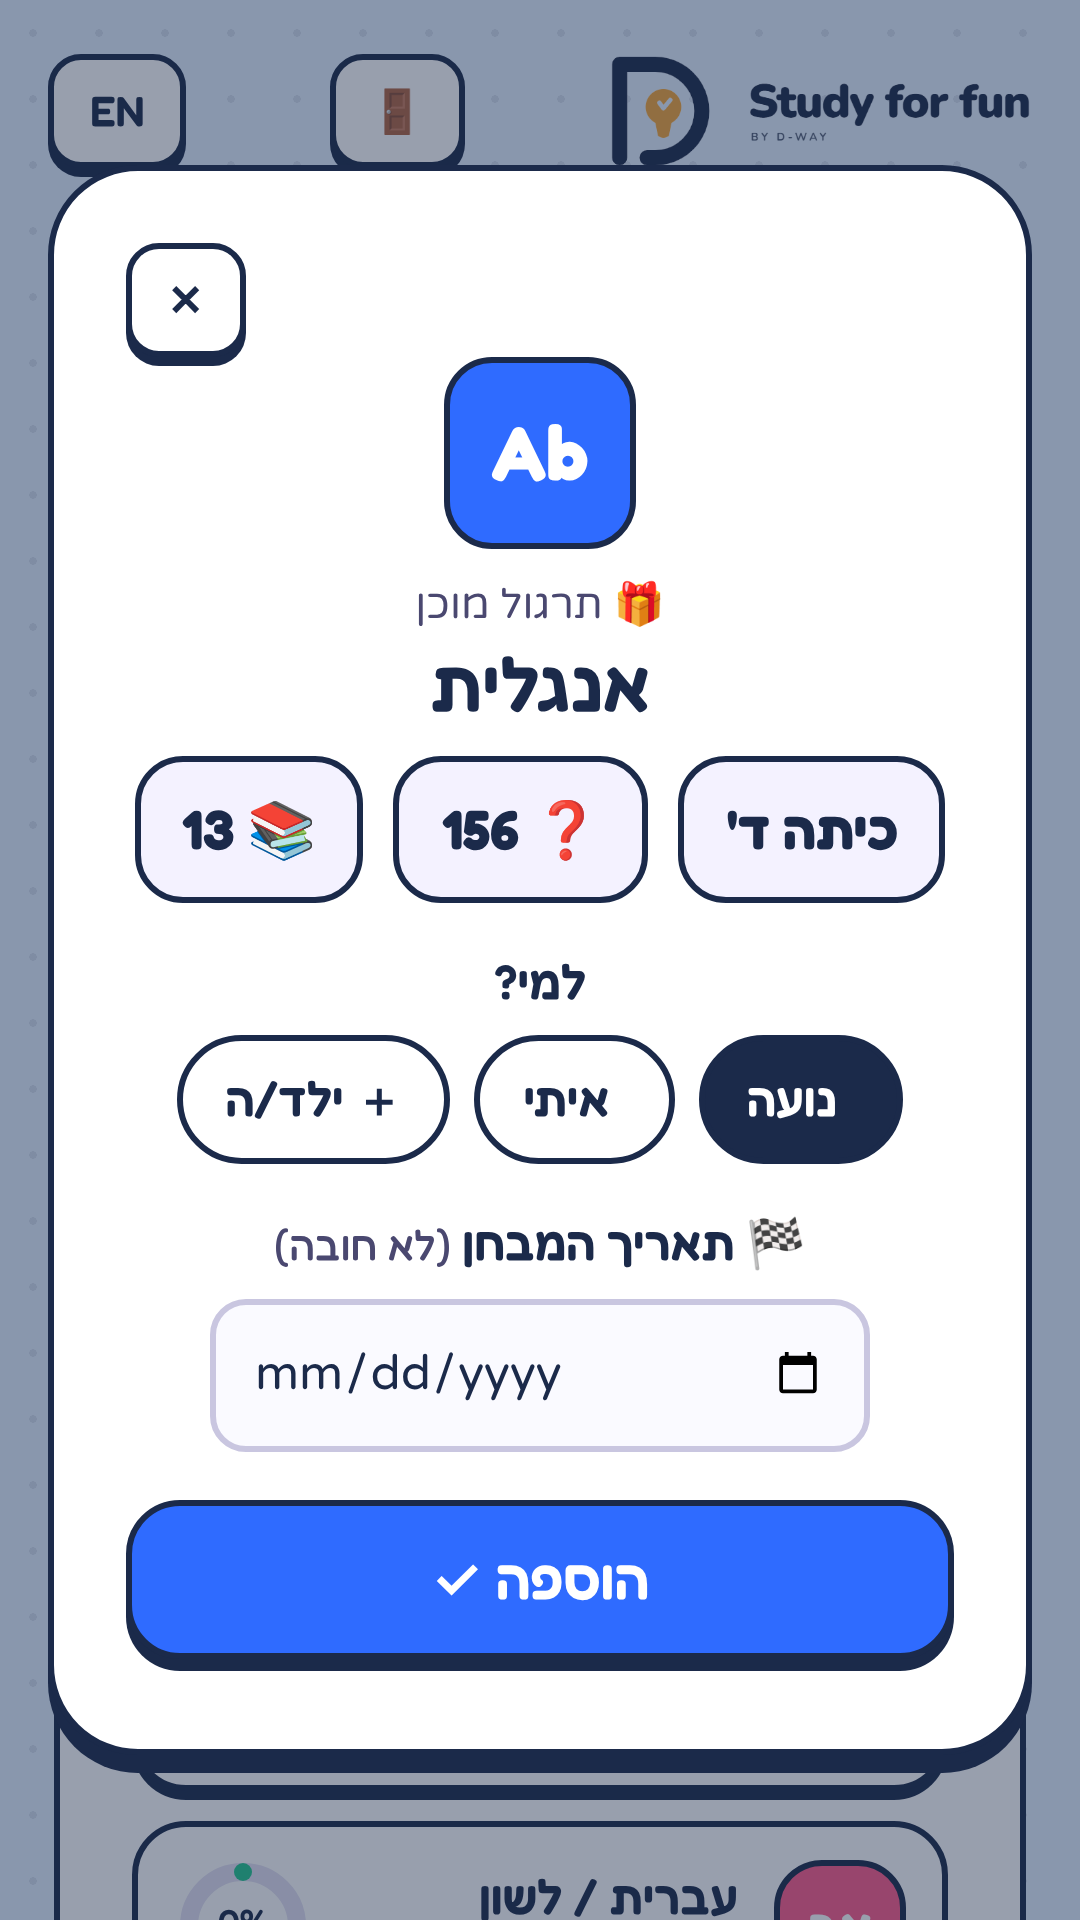 EN
Study for fun
BY D-WAY
×
Ab
🎁 תרגול מוכן
אנגלית
כיתה ד'
❓ 156
📚 13
למי?
נועה
איתי
+ ילד/ה
🏁 תאריך המבחן (לא חובה)
mm/dd/yyyy
הוספה ✓
עברית / לשון
0%